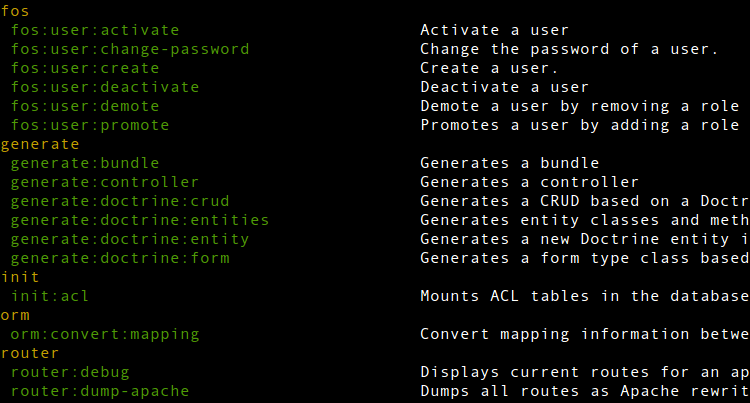 fos
fos:user:activate Activate a user
fos:user:change-password Change the password of a user.
fos:user:create Create a user.
fos:user:deactivate Deactivate a user
fos:user:demote Demote a user by removing a role
fos:user:promote Promotes a user by adding a role
generate
generate:bundle Generates a bundle
generate:controller Generates a controller
generate:doctrine:crud Generates a CRUD based on a Doctr
generate:doctrine:entities Generates entity classes and meth
generate:doctrine:entity Generates a new Doctrine entity i
generate:doctrine:form Generates a form type class based
init
init:acl Mounts ACL tables in the database
orm
orm:convert:mapping Convert mapping information betwe
router
router:debug Displays current routes for an ap
router:dump-apache Dumps all routes as Apache rewrit